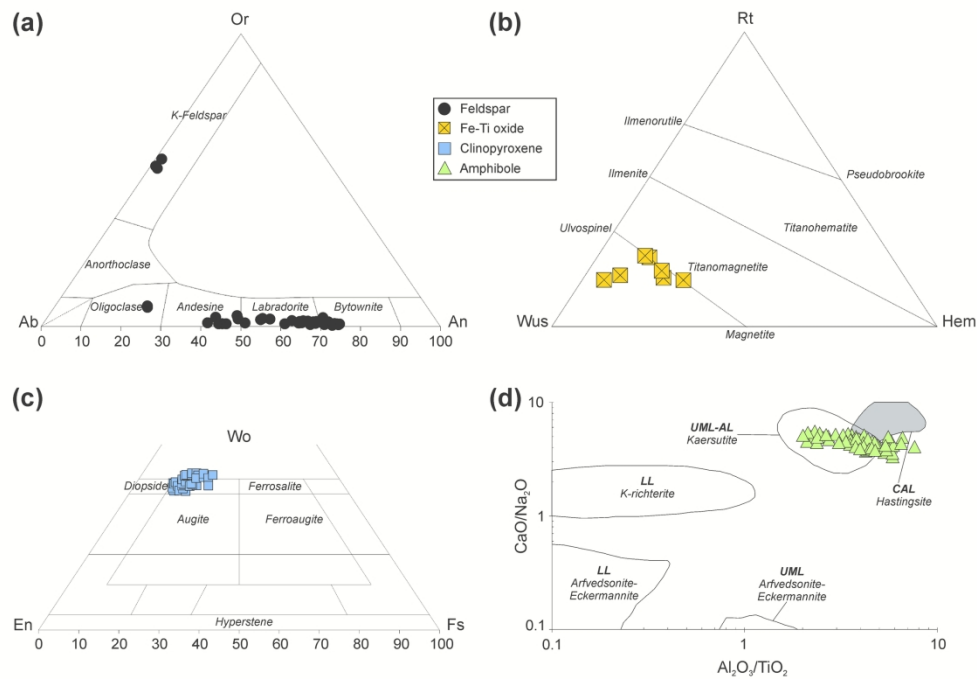 (a)
Or
K-Feldspar
Anorthoclase
Oligoclase
Andesine
Labradorite
Bytownite
Ab
An
0 10 20 30 40 50 60 70 80 90 100
Feldspar
Fe-Ti oxide
Clinopyroxene
Amphibole
(b)
Rt
Ilmenorutile
Pseudobrookite
Ilmenite
Titanohematite
Ulvospinel
Titanomagnetite
Wus
Hem
Magnetite
(c)
Wo
Diopside
Ferrosalite
Augite
Ferroaugite
En
Fs
Hyperstene
0 10 20 30 40 50 60 70 80 90 100
(d)
10
UML-AL
Kaersutite
CAL
Hastingsite
LL
K-richterite
1
CaO/Na₂O
LL
Arfvedsonite-
Eckermannite
UML
Arfvedsonite-
Eckermannite
0.1
0.1 1 10
Al₂O₃/TiO₂